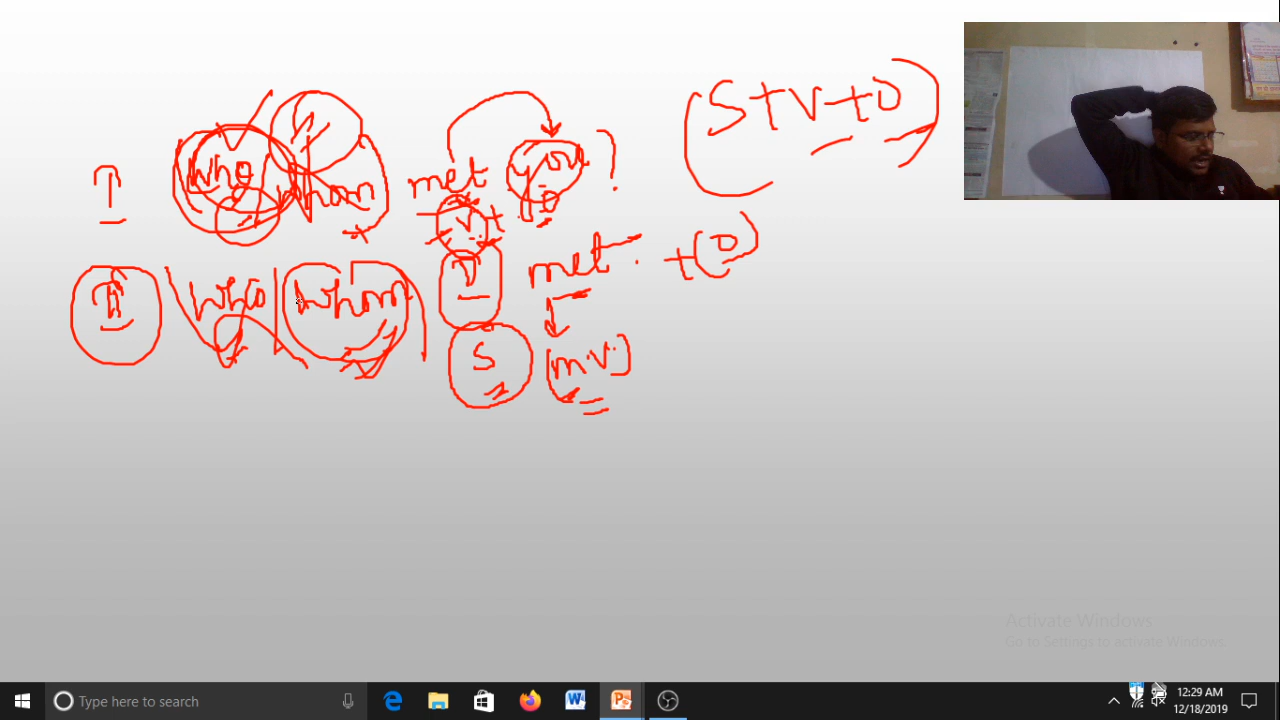 (S+V+O)
I who / whom met you?
S V+ O
II who | whom I met. +(O)
S (m.v.)
Activate Windows
Go to Settings to activate Windows
Type here to search
12:29 AM
12/18/2019